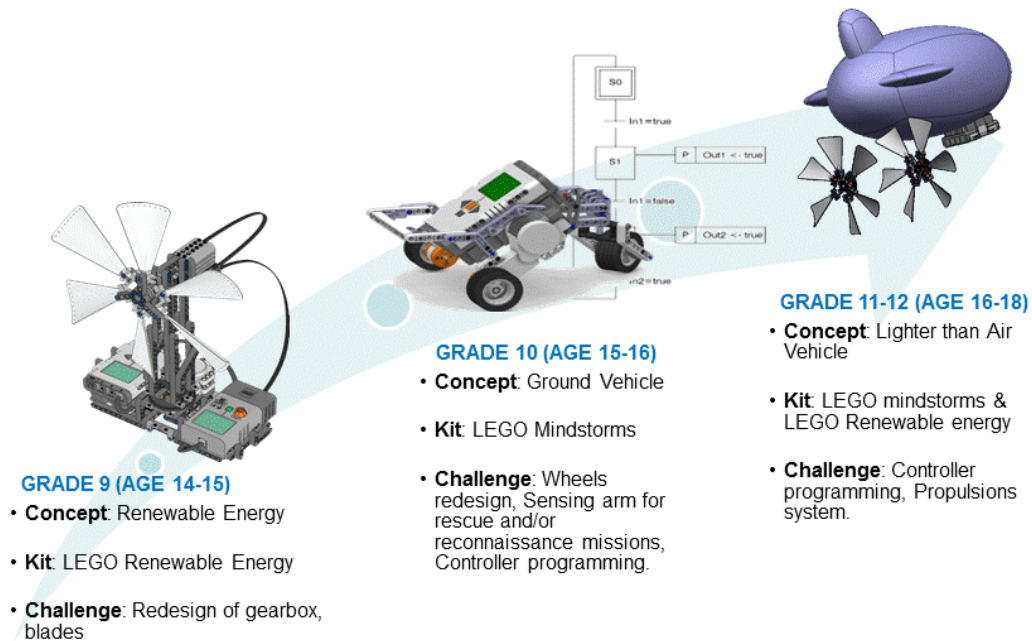 S0
In1=true
S1
P Out1 <- true
In1=false
P Out2 <- true
In2=true
GRADE 9 (AGE 14-15)
• Concept: Renewable Energy
• Kit: LEGO Renewable Energy
• Challenge: Redesign of gearbox,
blades
GRADE 10 (AGE 15-16)
• Concept: Ground Vehicle
• Kit: LEGO Mindstorms
• Challenge: Wheels
redesign, Sensing arm for
rescue and/or
reconnaissance missions,
Controller programming.
GRADE 11-12 (AGE 16-18)
• Concept: Lighter than Air
Vehicle
• Kit: LEGO mindstorms &
LEGO Renewable energy
• Challenge: Controller
programming, Propulsions
system.